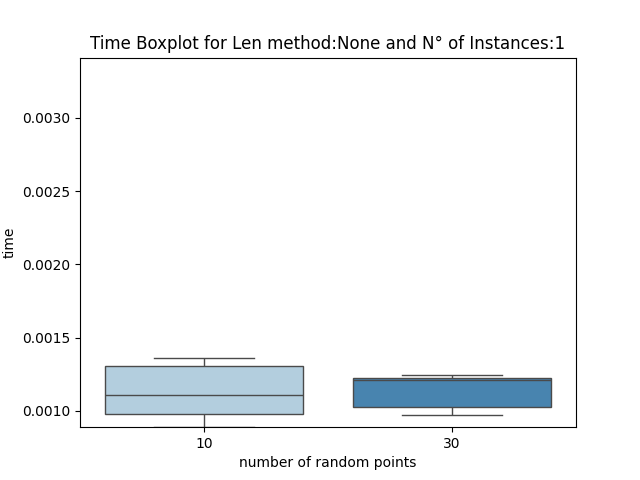 Time Boxplot for Len method:None and N° of Instances:1
0.0030
0.0025
0.0020
0.0015
0.0010
time
10
30
number of random points